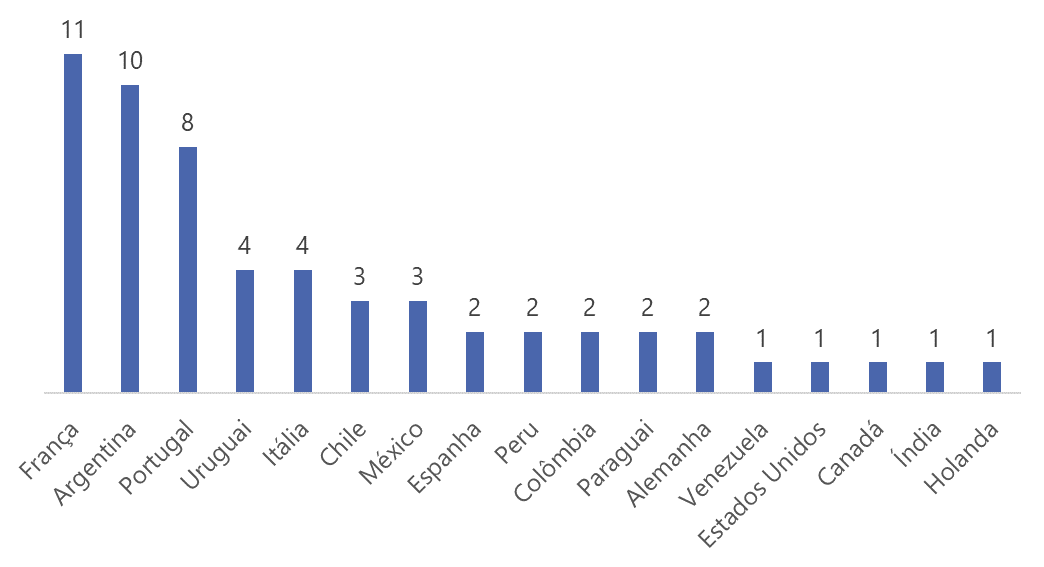 11
10
8
4
4
3
3
2
2
2
2
2
1
1
1
1
1
França
Argentina
Portugal
Uruguai
Itália
Chile
México
Espanha
Peru
Colômbia
Paraguai
Alemanha
Venezuela
Estados Unidos
Canadá
Índia
Holanda